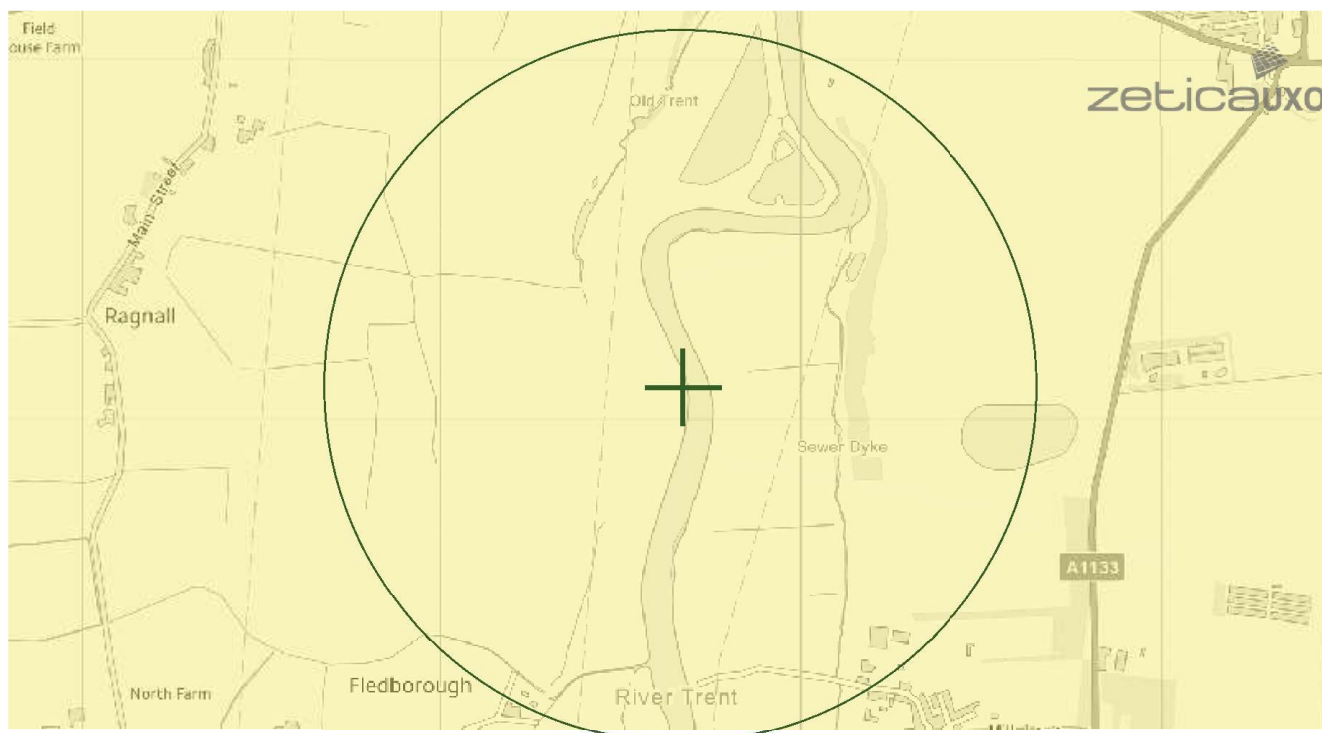 Field
ouse Farm
Old Trent
zeticauxo
Main Street
Ragnall
Sewer Dyke
A1133
North Farm
Fledborough
River Trent